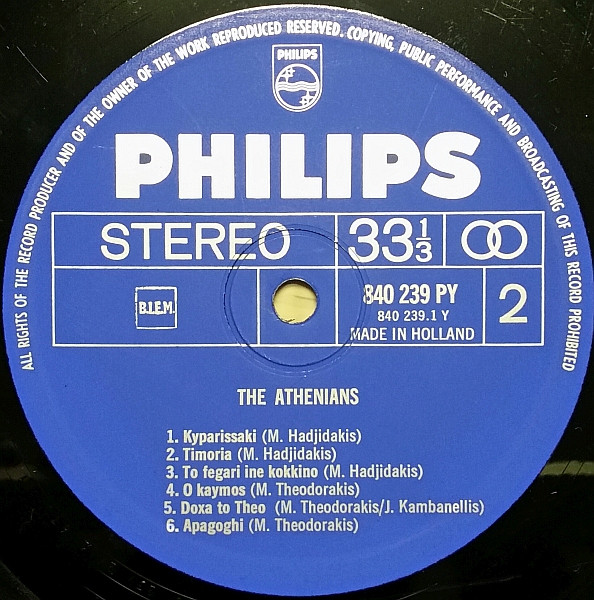 ALL RIGHTS OF THE RECORD PRODUCER AND OF THE OWNER OF THE WORK REPRODUCED RESERVED. COPYING, PUBLIC PERFORMANCE AND BROADCASTING OF THIS RECORD PROHIBITED
PHILIPS
PHILIPS
STEREO
33 1/3
B.I.E.M.
840 239 PY
840 239.1 Y
MADE IN HOLLAND
2
THE ATHENIANS
1. Kyparissaki (M. Hadjidakis)
2. Timoria (M. Hadjidakis)
3. To fegari ine kokkino (M. Hadjidakis)
4. O kaymos (M. Theodorakis)
5. Doxa to Theo (M. Theodorakis/J. Kambanellis)
6. Apagoghi (M. Theodorakis)